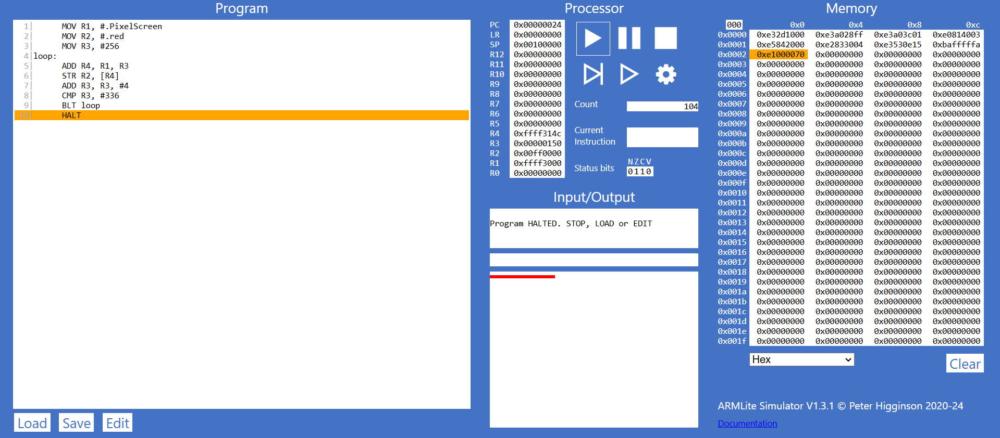 Program
1| MOV R1, #.PixelScreen
2| MOV R2, #.red
3| MOV R3, #256
4|loop:
5| ADD R4, R1, R3
6| STR R2, [R4]
7| ADD R3, R3, #4
8| CMP R3, #336
9| BLT loop
10| HALT
Load Save Edit
Processor
PC 0x00000024
LR 0x00000000
SP 0x00100000
R12 0x00000000
R11 0x00000000
R10 0x00000000
R9 0x00000000
R8 0x00000000
R7 0x00000000
R6 0x00000000
R5 0x00000000
R4 0xffff314c
R3 0x00000150
R2 0x00ff0000
R1 0xffff3000
R0 0x00000000
Count 104
Current
Instruction
NZCV
Status bits 0110
Input/Output
Program HALTED. STOP, LOAD or EDIT
Memory
000 0x0 0x4 0x8 0xc
0x0000 0xe32d1000 0xe3a028ff 0xe3a03c01 0xe0814003
0x0001 0xe5842000 0xe2833004 0xe3530e15 0xbafffffa
0x0002 0xe1000070 0x00000000 0x00000000 0x00000000
0x0003 0x00000000 0x00000000 0x00000000 0x00000000
0x0004 0x00000000 0x00000000 0x00000000 0x00000000
0x0005 0x00000000 0x00000000 0x00000000 0x00000000
0x0006 0x00000000 0x00000000 0x00000000 0x00000000
0x0007 0x00000000 0x00000000 0x00000000 0x00000000
0x0008 0x00000000 0x00000000 0x00000000 0x00000000
0x0009 0x00000000 0x00000000 0x00000000 0x00000000
0x000a 0x00000000 0x00000000 0x00000000 0x00000000
0x000b 0x00000000 0x00000000 0x00000000 0x00000000
0x000c 0x00000000 0x00000000 0x00000000 0x00000000
0x000d 0x00000000 0x00000000 0x00000000 0x00000000
0x000e 0x00000000 0x00000000 0x00000000 0x00000000
0x000f 0x00000000 0x00000000 0x00000000 0x00000000
0x0010 0x00000000 0x00000000 0x00000000 0x00000000
0x0011 0x00000000 0x00000000 0x00000000 0x00000000
0x0012 0x00000000 0x00000000 0x00000000 0x00000000
0x0013 0x00000000 0x00000000 0x00000000 0x00000000
0x0014 0x00000000 0x00000000 0x00000000 0x00000000
0x0015 0x00000000 0x00000000 0x00000000 0x00000000
0x0016 0x00000000 0x00000000 0x00000000 0x00000000
0x0017 0x00000000 0x00000000 0x00000000 0x00000000
0x0018 0x00000000 0x00000000 0x00000000 0x00000000
0x0019 0x00000000 0x00000000 0x00000000 0x00000000
0x001a 0x00000000 0x00000000 0x00000000 0x00000000
0x001b 0x00000000 0x00000000 0x00000000 0x00000000
0x001c 0x00000000 0x00000000 0x00000000 0x00000000
0x001d 0x00000000 0x00000000 0x00000000 0x00000000
0x001e 0x00000000 0x00000000 0x00000000 0x00000000
0x001f 0x00000000 0x00000000 0x00000000 0x00000000
Hex Clear
ARMLite Simulator V1.3.1 © Peter Higginson 2020-24
Documentation